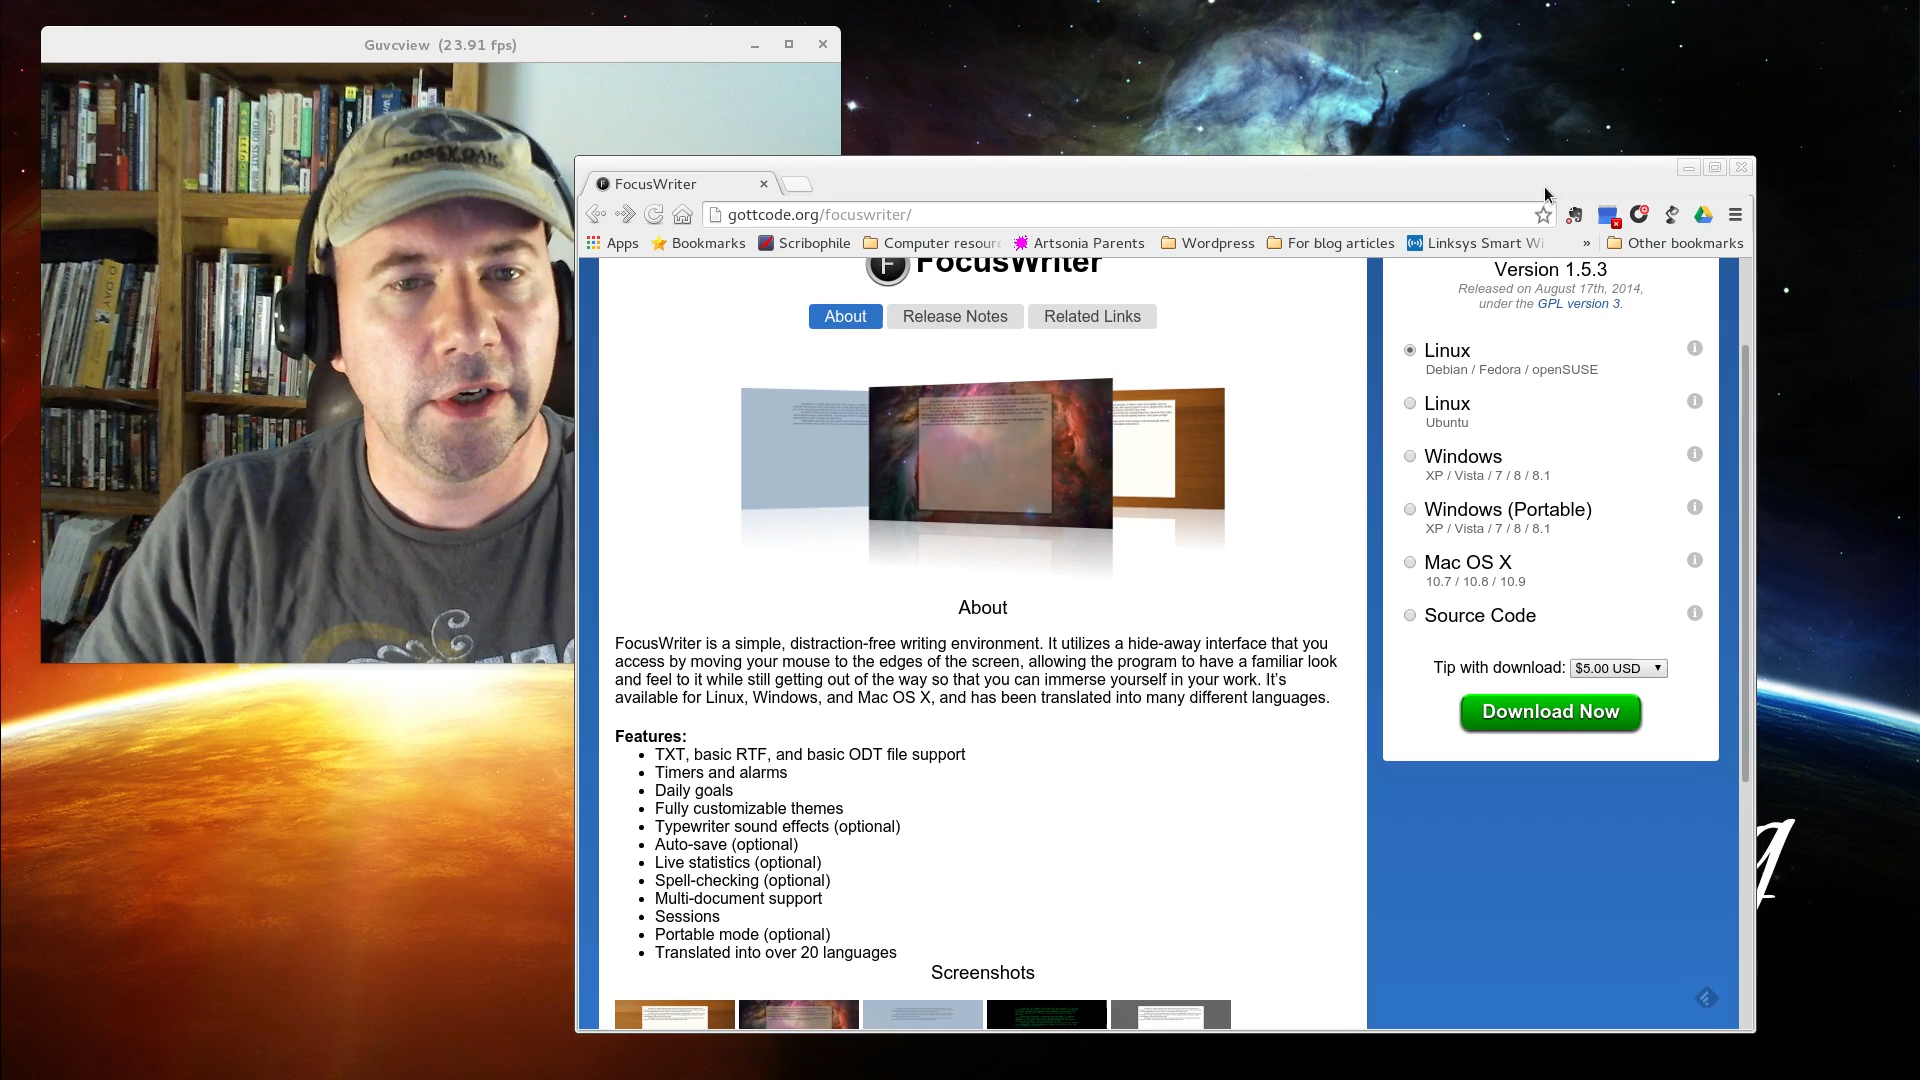 Guvcview (23.91 fps)
MOSSY OAK
FocusWriter
gottcode.org/focuswriter/
Apps
Bookmarks
Scribophile
Computer resourc
Artsonia Parents
Wordpress
For blog articles
Linksys Smart Wi
»
Other bookmarks
FocusWriter
About
Release Notes
Related Links
About
FocusWriter is a simple, distraction-free writing environment. It utilizes a hide-away interface that you
access by moving your mouse to the edges of the screen, allowing the program to have a familiar look
and feel to it while still getting out of the way so that you can immerse yourself in your work. It's
available for Linux, Windows, and Mac OS X, and has been translated into many different languages.
Features:
• TXT, basic RTF, and basic ODT file support
• Timers and alarms
• Daily goals
• Fully customizable themes
• Typewriter sound effects (optional)
• Auto-save (optional)
• Live statistics (optional)
• Spell-checking (optional)
• Multi-document support
• Sessions
• Portable mode (optional)
• Translated into over 20 languages
Screenshots
Version 1.5.3
Released on August 17th, 2014,
under the GPL version 3.
Linux
Debian / Fedora / openSUSE
Linux
Ubuntu
Windows
XP / Vista / 7 / 8 / 8.1
Windows (Portable)
XP / Vista / 7 / 8 / 8.1
Mac OS X
10.7 / 10.8 / 10.9
Source Code
Tip with download: $5.00 USD
Download Now